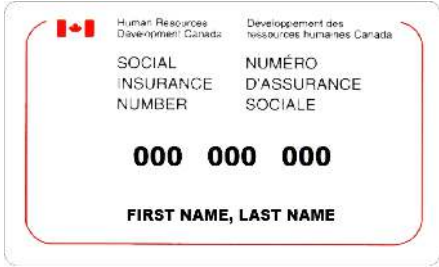 Human Resources
Development Canada
Développement des
ressources humaines Canada
SOCIAL
INSURANCE
NUMBER
NUMÉRO
D'ASSURANCE
SOCIALE
000 000 000
FIRST NAME, LAST NAME